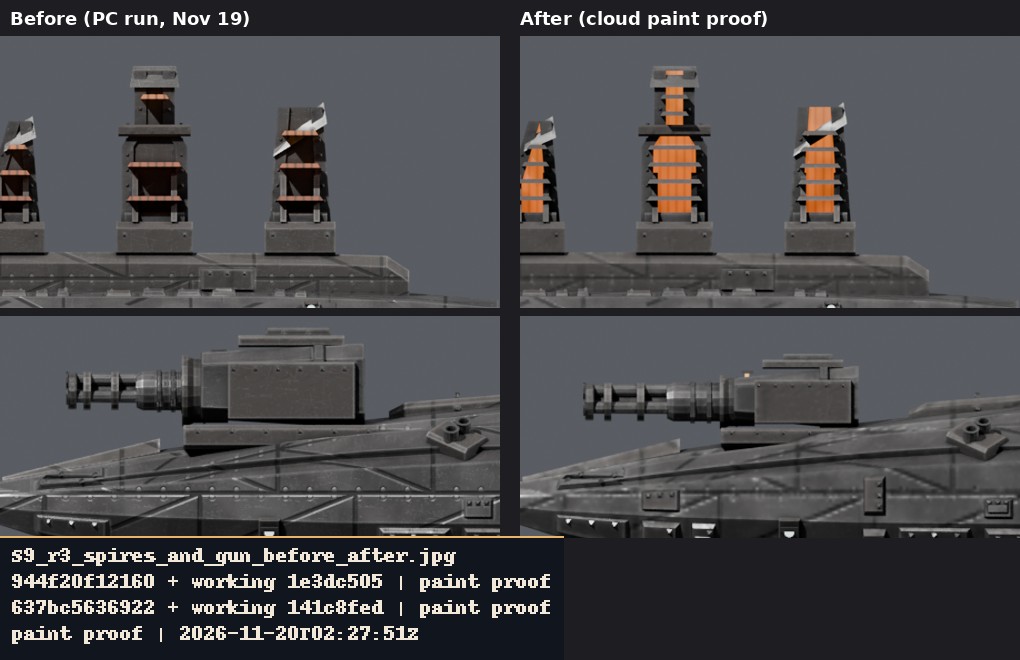 Before (PC run, Nov 19)
After (cloud paint proof)
S9_r3_spires_and_gun_before_after.jpg
944f20f12160 + working 1e3dc505 | paint proof
637bc5636922 + working 141c8fed | paint proof
paint proof | 2026-11-20T02:27:51Z